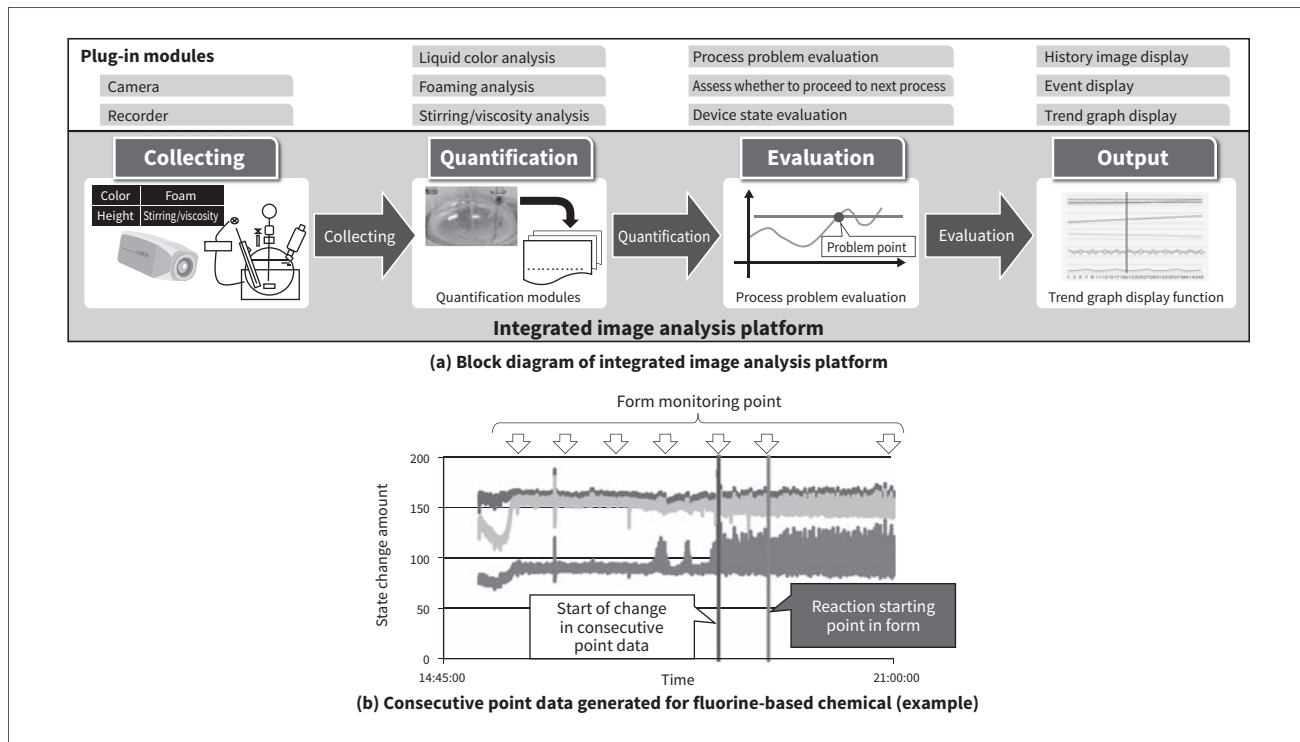 Plug-in modules
Camera
Recorder
Liquid color analysis
Foaming analysis
Stirring/viscosity analysis
Process problem evaluation
Assess whether to proceed to next process
Device state evaluation
History image display
Event display
Trend graph display
Collecting
Color
Foam
Height
Stirring/viscosity
Collecting
Quantification
Quantification modules
Quantification
Evaluation
Problem point
Process problem evaluation
Evaluation
Output
Trend graph display function
Integrated image analysis platform
(a) Block diagram of integrated image analysis platform
Form monitoring point
State change amount
200
150
100
50
0
Start of change
in consecutive
point data
Reaction starting
point in form
14:45:00
Time
21:00:00
(b) Consecutive point data generated for fluorine-based chemical (example)